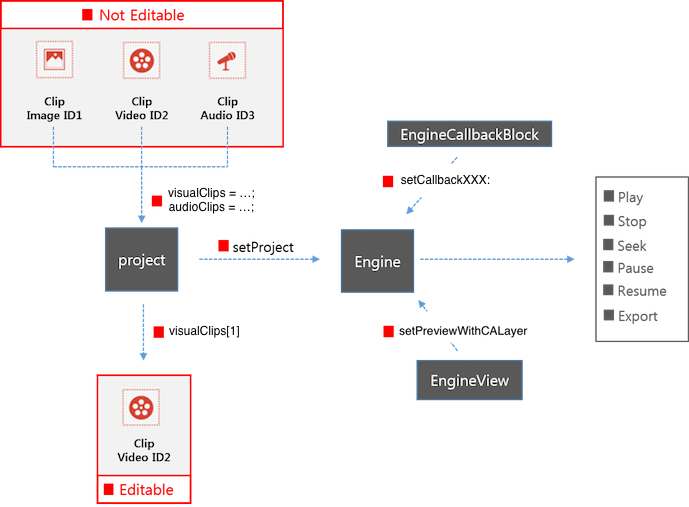 Not Editable
Clip
Image ID1
Clip
Video ID2
Clip
Audio ID3
visualClips = ...;
audioClips = ...;
project
setProject
visualClips[1]
Clip
Video ID2
Editable
EngineCallbackBlock
setCallbackXXX:
Engine
setPreviewWithCALayer
EngineView
Play
Stop
Seek
Pause
Resume
Export